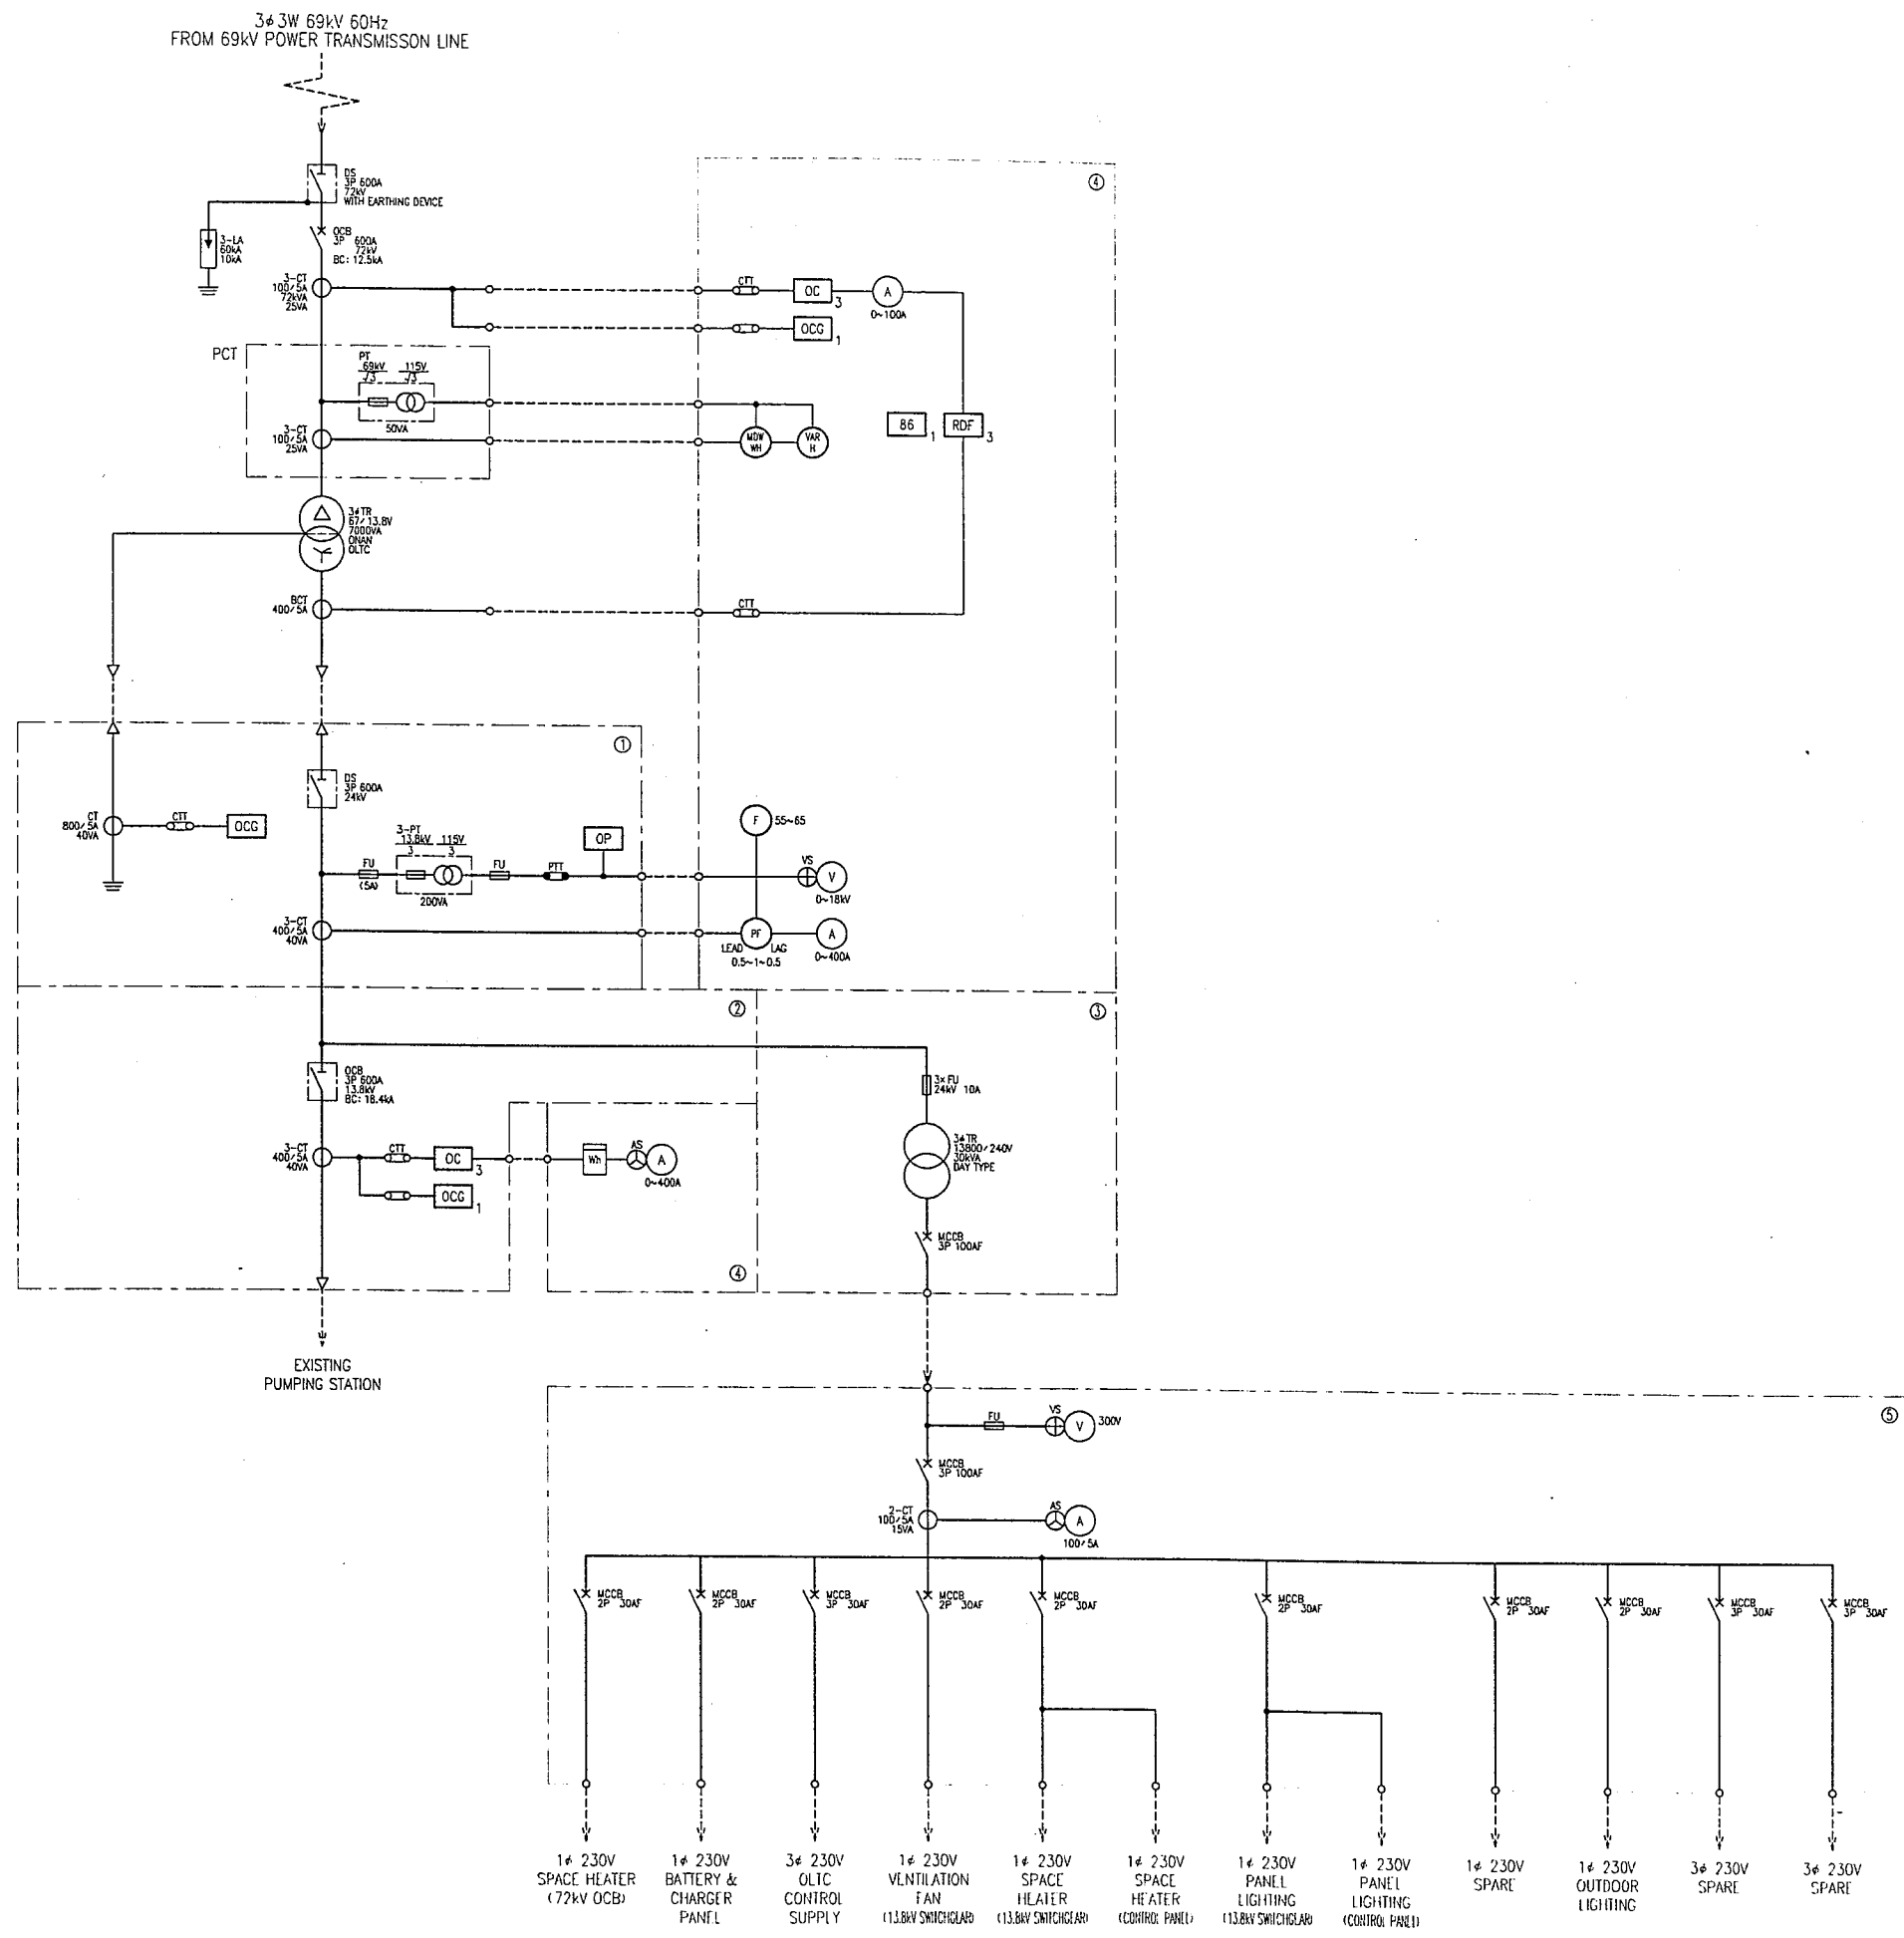 3φ3W 69kV 60Hz
FROM 69kV POWER TRANSMISSON LINE
DS
3P 600A
72kV
WITH EARTHING DEVICE
④
3-LA
60kA
10kA
OCB
3P 600A
72kV
BC: 12.5kA
3-CT
100/5A
72kVA
25VA
CTT
OC
3
A
0~100A
OCG
1
PCT
PT
69kV 115V
√3 √3
50VA
3-CT
100/5A
25VA
MDW
WH
VAR
H
86
1
RDF
3
3φTR
67/13.8V
7000VA
ONAN
OLTC
BCT
400/5A
CTT
①
DS
3P 600A
24kV
CT
800/5A
40VA
CTT
OCG
3-PT
13.8kV 115V
3 3
FU
(5A)
200VA
FU
PTT
OP
F
55~65
VS
V
0~18kV
3-CT
400/5A
40VA
PF
LEAD LAG
0.5~1~0.5
A
0~400A
②
③
OCB
3P 600A
13.8kV
BC: 18.4kA
3×FU
24kV 10A
3-CT
400/5A
40VA
CTT
OC
3
OCG
1
Wh
AS
A
0~400A
④
3φTR
13800/240V
30kVA
DAY TYPE
MCCB
3P 100AF
EXISTING
PUMPING STATION
⑤
FU
VS
V
300V
MCCB
3P 100AF
2-CT
100/5A
15VA
AS
A
100/5A
MCCB
2P 30AF
MCCB
2P 30AF
MCCB
3P 30AF
MCCB
2P 30AF
MCCB
2P 30AF
MCCB
2P 30AF
MCCB
2P 30AF
MCCB
2P 30AF
MCCB
3P 30AF
MCCB
3P 30AF
1φ 230V
SPACE HEATER
(72kV OCB)
1φ 230V
BATTERY &
CHARGER
PANEL
3φ 230V
OLTC
CONTROL
SUPPLY
1φ 230V
VENTILATION
FAN
(13.8kV SWITCHGEAR)
1φ 230V
SPACE
HEATER
(13.8kV SWITCHGEAR)
1φ 230V
SPACE
HEATER
(CONTROL PANEL)
1φ 230V
PANEL
LIGHTING
(13.8kV SWITCHGEAR)
1φ 230V
PANEL
LIGHTING
(CONTROL PANEL)
1φ 230V
SPARE
1φ 230V
OUTDOOR
LIGHTING
3φ 230V
SPARE
3φ 230V
SPARE